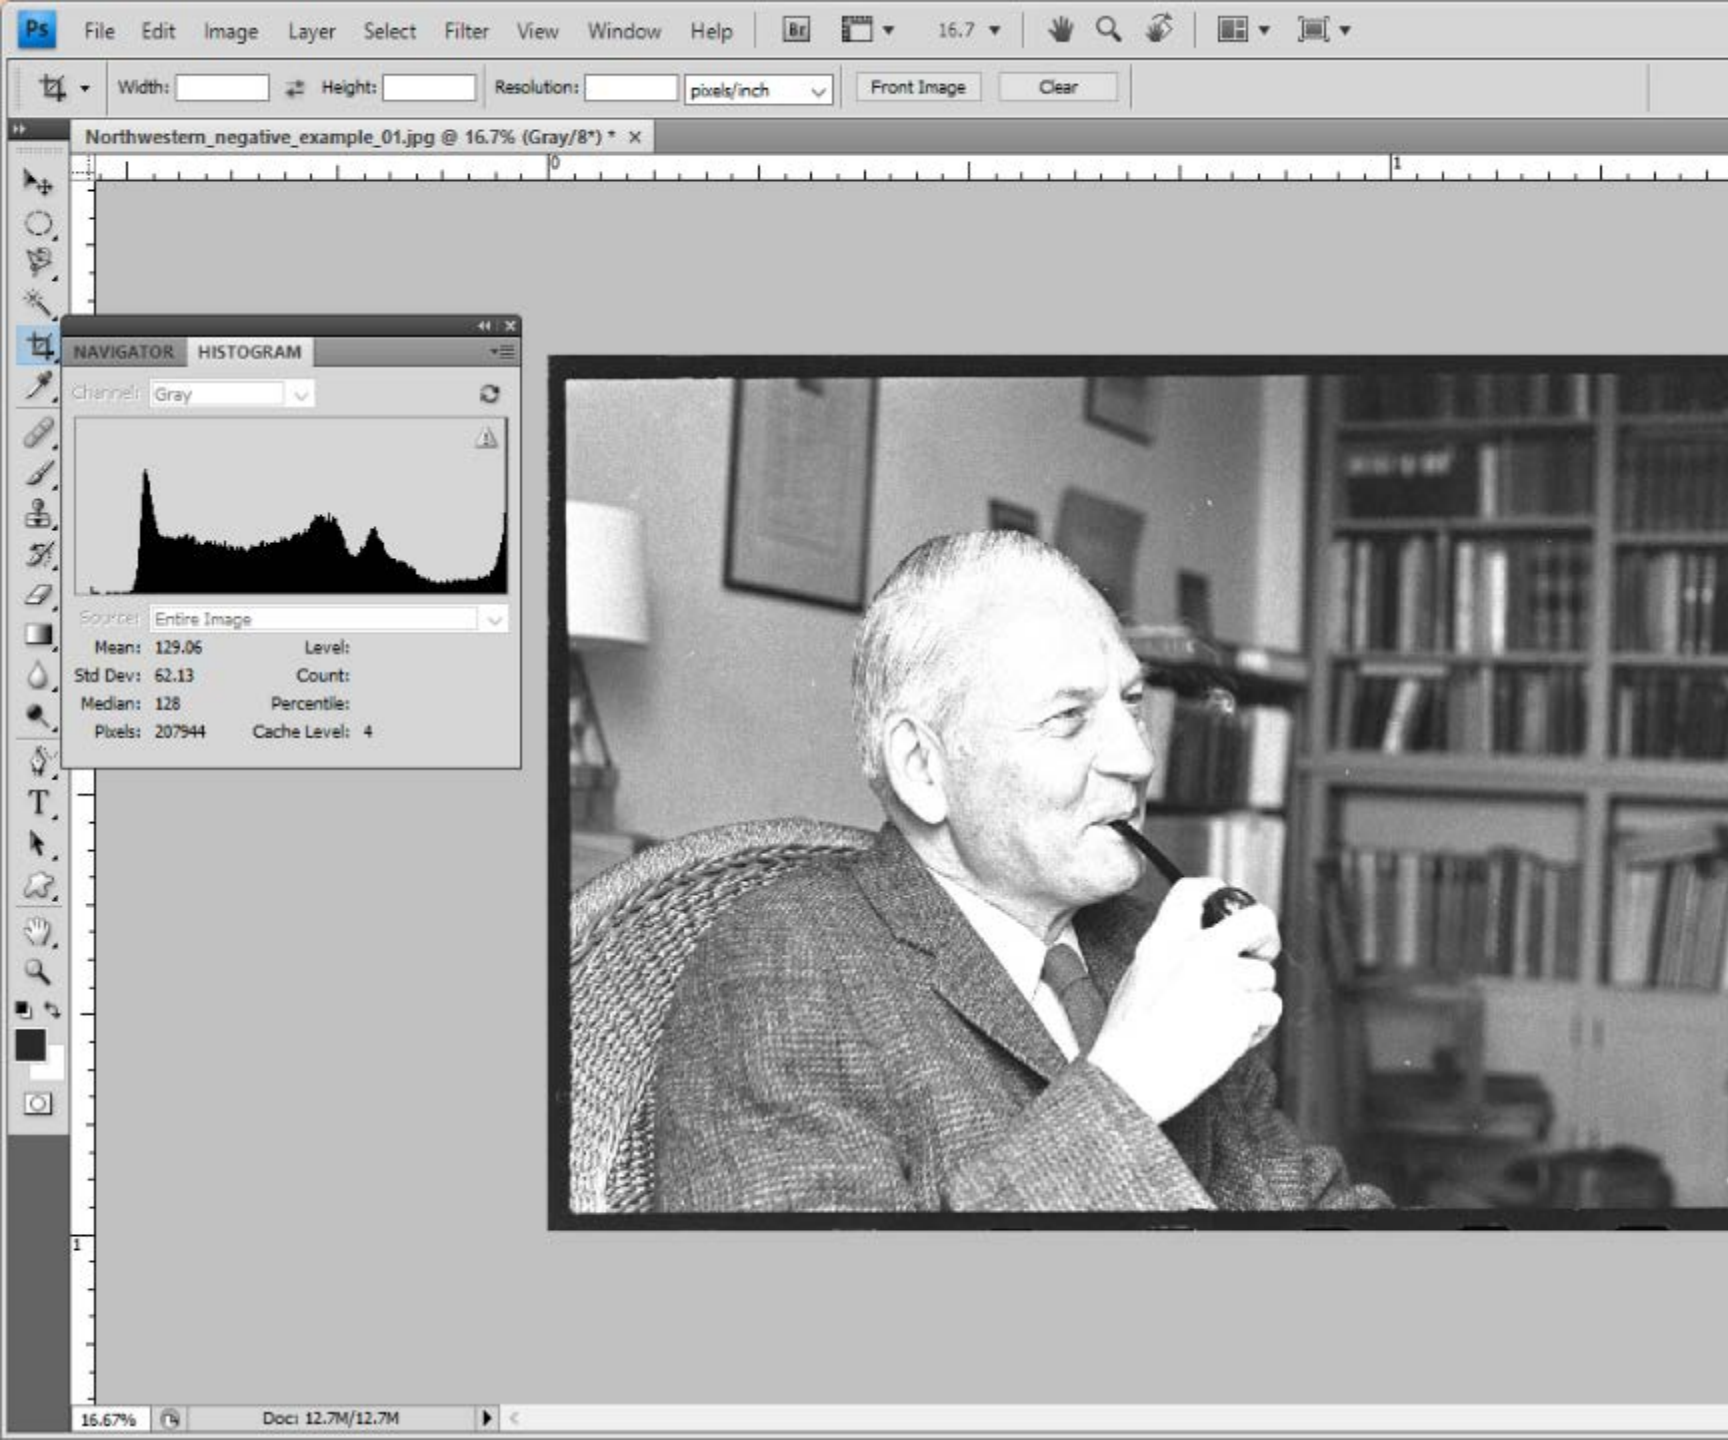 Ps File Edit Image Layer Select Filter View Window Help Br 16.7
Width: Height: Resolution: pixels/inch Front Image Clear
Northwestern_negative_example_01.jpg @ 16.7% (Gray/8*) *
0 1
NAVIGATOR HISTOGRAM
Channel: Gray
Source: Entire Image
Mean: 129.06 Level:
Std Dev: 62.13 Count:
Median: 128 Percentile:
Pixels: 207944 Cache Level: 4
T
1
16.67% Doc: 12.7M/12.7M